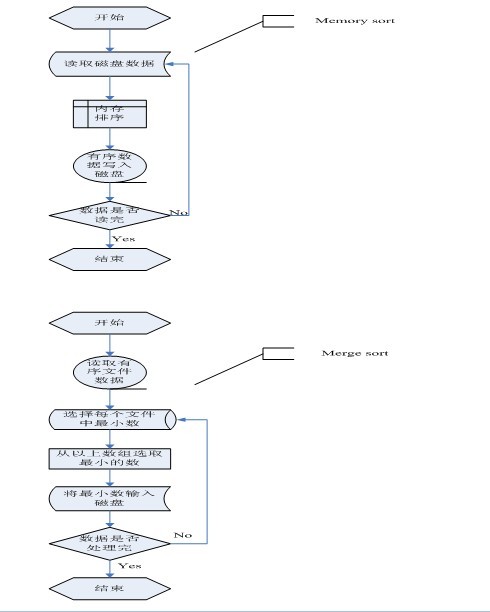 开始
Memory sort
读取磁盘数据
内存
排序
有序数
据写入
磁盘
数据是否
读完
No
Yes
结束
开始
Merge sort
读取有
序文件
数据
选择每个文件
中最小数
从以上数组选取
最小的数
将最小数输入
磁盘
数据是否
处理完
No
Yes
结束